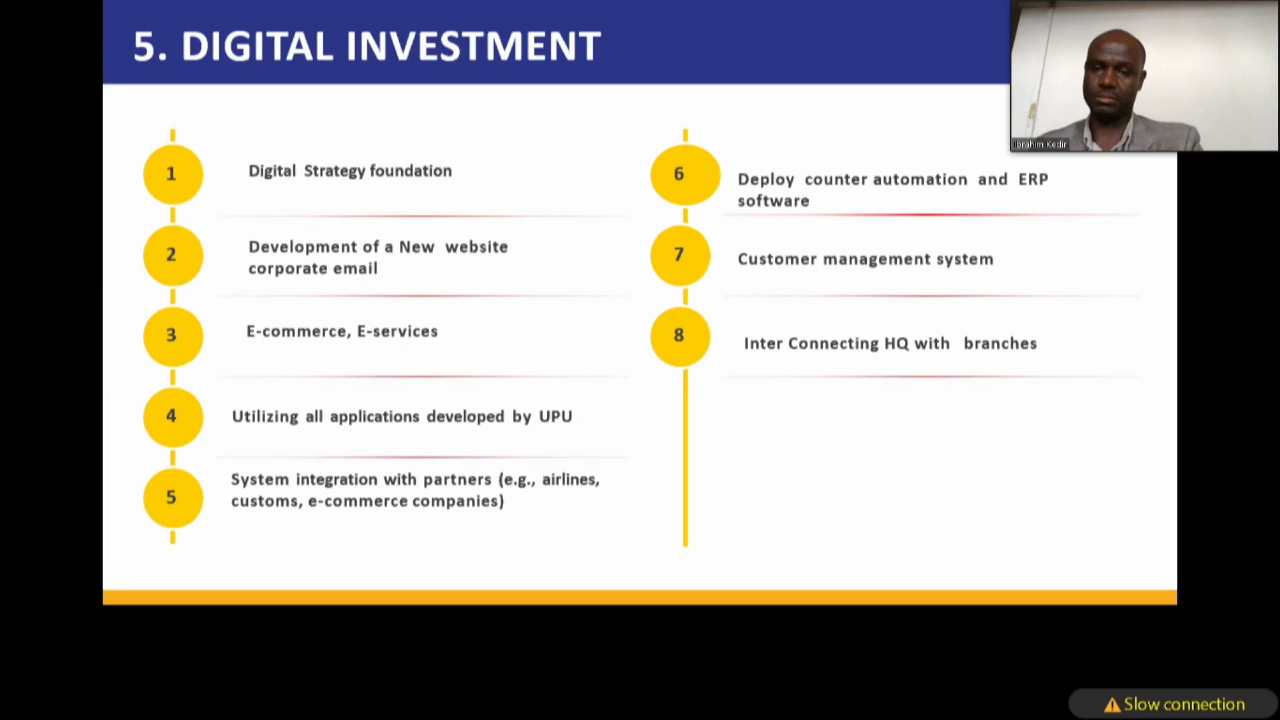 5. DIGITAL INVESTMENT
Ibrahim Kedir
1
Digital Strategy foundation
2
Development of a New website
corporate email
3
E-commerce, E-services
4
Utilizing all applications developed by UPU
5
System integration with partners (e.g., airlines,
customs, e-commerce companies)
6
Deploy counter automation and ERP
software
7
Customer management system
8
Inter Connecting HQ with branches
Slow connection